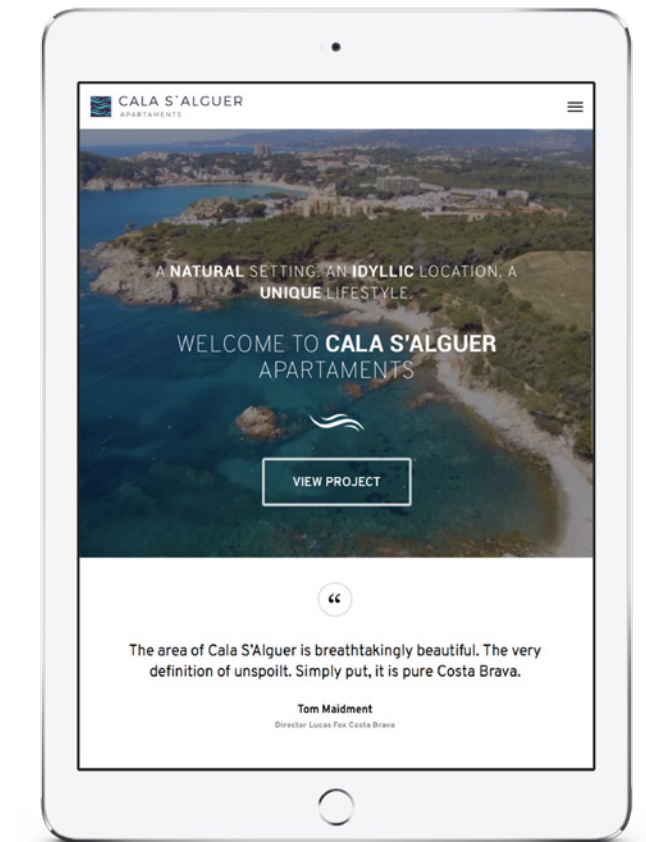 CALA S'ALGUER
APARTAMENTS
A NATURAL SETTING. AN IDYLLIC LOCATION. A
UNIQUE LIFESTYLE.
WELCOME TO CALA S'ALGUER
APARTAMENTS
VIEW PROJECT
“
The area of Cala S'Alguer is breathtakingly beautiful. The very
definition of unspoilt. Simply put, it is pure Costa Brava.
Tom Maidment
Director Lucas Fox Costa Brava